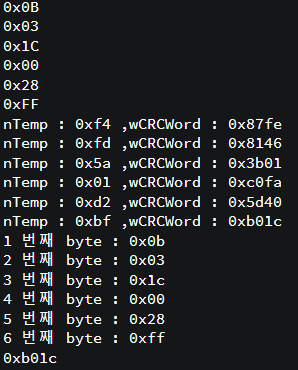 0x0B
0x03
0x1C
0x00
0x28
0xFF
nTemp : 0xf4 ,wCRCWord : 0x87fe
nTemp : 0xfd ,wCRCWord : 0x8146
nTemp : 0x5a ,wCRCWord : 0x3b01
nTemp : 0x01 ,wCRCWord : 0xc0fa
nTemp : 0xd2 ,wCRCWord : 0x5d40
nTemp : 0xbf ,wCRCWord : 0xb01c
1 번째 byte : 0x0b
2 번째 byte : 0x03
3 번째 byte : 0x1c
4 번째 byte : 0x00
5 번째 byte : 0x28
6 번째 byte : 0xff
0xb01c